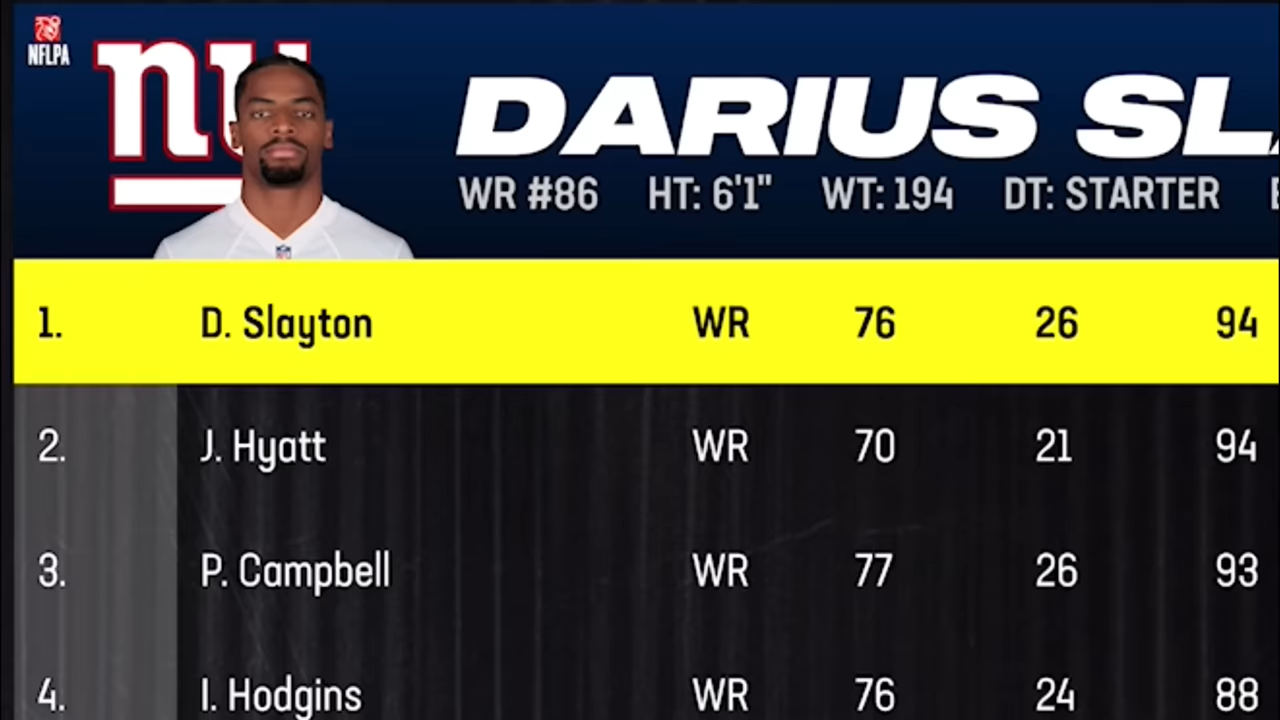 NFLPA
ny
DARIUS SL
WR #86 HT: 6'1" WT: 194 DT: STARTER
1. D. Slayton WR 76 26 94
2. J. Hyatt WR 70 21 94
3. P. Campbell WR 77 26 93
4. I. Hodgins WR 76 24 88